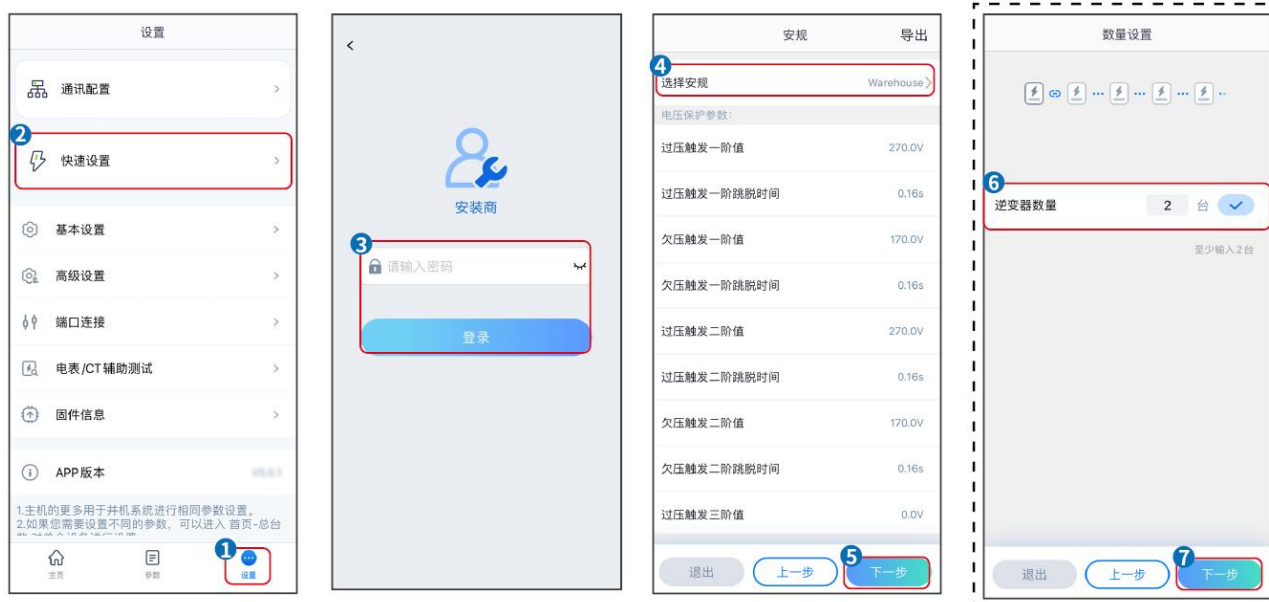 设置
通讯配置
2
快速设置
基本设置
高级设置
端口连接
电表/CT辅助测试
固件信息
APP版本
1.主机的更多用于并机系统进行相同参数设置。
2.如果您需要设置不同的参数，可以进入 首页-总台
主页
参数
1
设置
安装商
3
请输入密码
登录
安规
导出
4
选择安规 Warehouse
电压保护参数:
过压触发一阶值 270.0V
过压触发一阶跳脱时间 0.16s
欠压触发一阶值 170.0V
欠压触发一阶跳脱时间 0.16s
过压触发二阶值 270.0V
过压触发二阶跳脱时间 0.16s
欠压触发二阶值 170.0V
欠压触发二阶跳脱时间 0.16s
过压触发三阶值 0.0V
退出
上一步
5
下一步
数量设置
6
逆变器数量 2 台
至少输入2台
退出
上一步
7
下一步